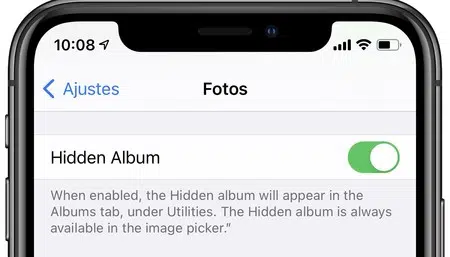 10:08
Ajustes
Fotos
Hidden Album
When enabled, the Hidden album will appear in the
Albums tab, under Utilities. The Hidden album is always
available in the image picker.”